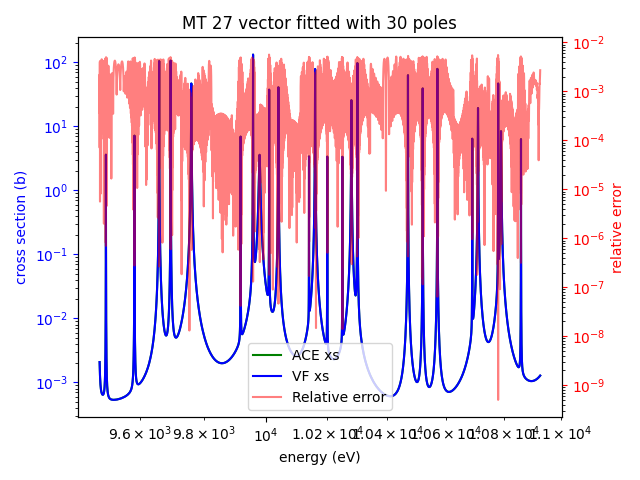 MT 27 vector fitted with 30 poles
10²
10¹
10⁰
10⁻¹
10⁻²
10⁻³
cross section (b)
10⁻²
10⁻³
10⁻⁴
10⁻⁵
10⁻⁶
10⁻⁷
10⁻⁸
10⁻⁹
relative error
ACE xs
VF xs
Relative error
9.6 × 10³ 9.8 × 10³ 10⁴ 1.02 × 10⁴ 1.04 × 10⁴ 1.06 × 10⁴ 1.08 × 10⁴ 1.1 × 10⁴
energy (eV)